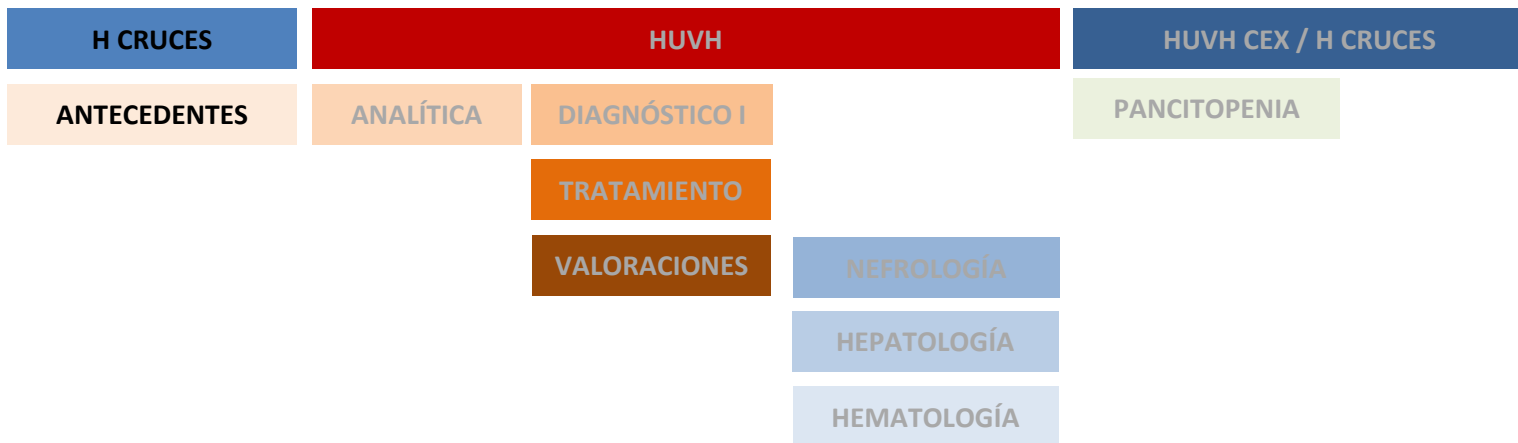 H CRUCES
HUVH
HUVH CEX / H CRUCES
ANTECEDENTES
ANALÍTICA
DIAGNÓSTICO I
PANCITOPENIA
TRATAMIENTO
VALORACIONES
NEFROLOGÍA
HEPATOLOGÍA
HEMATOLOGÍA